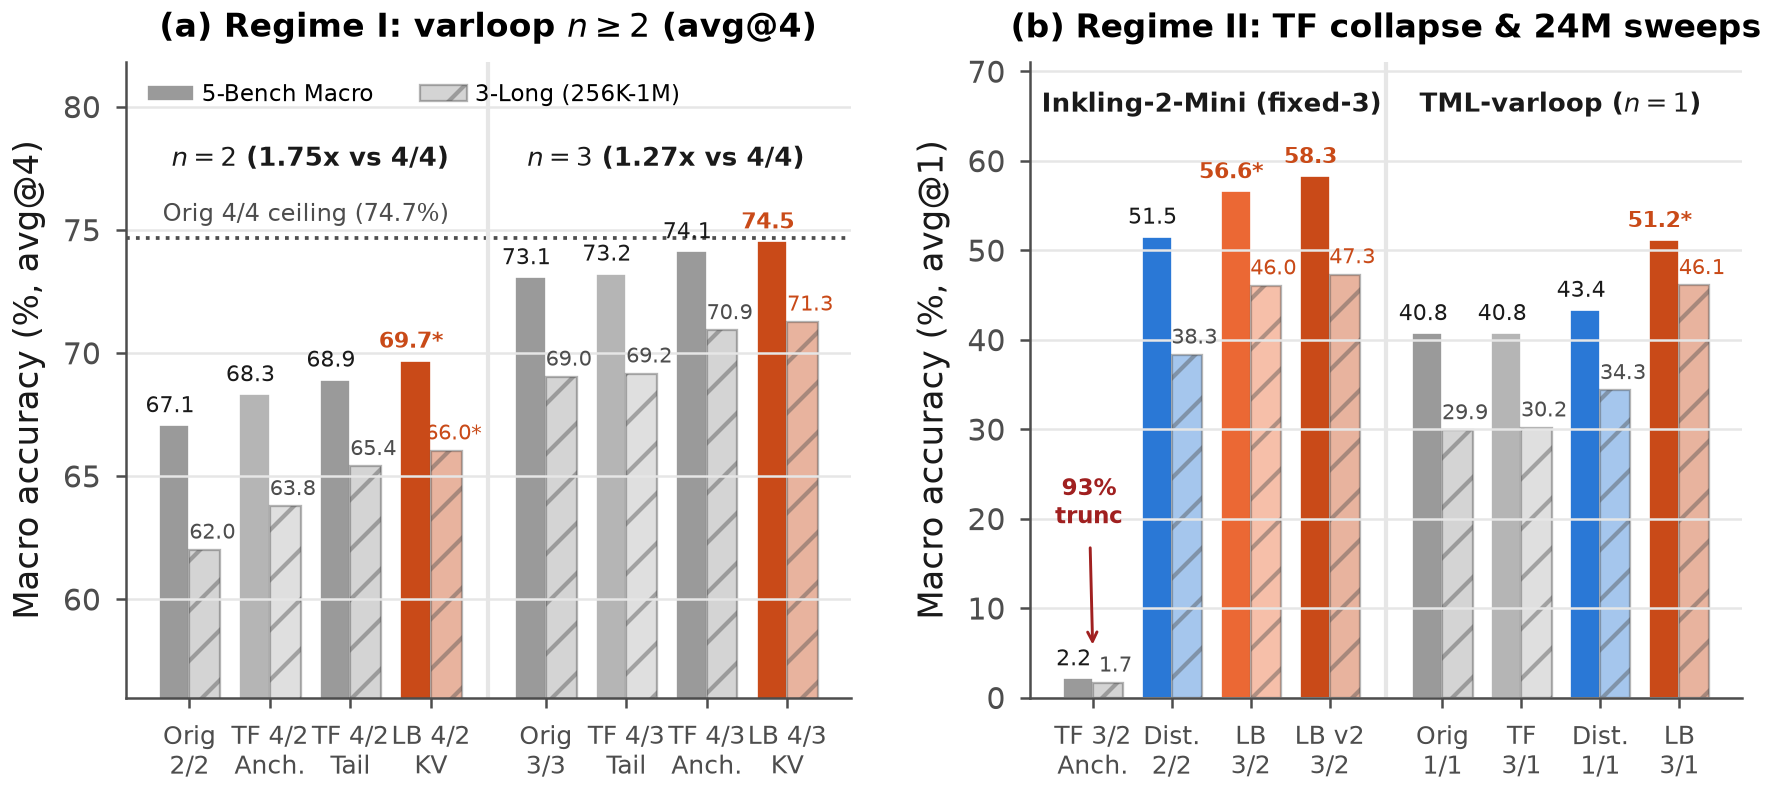 (a) Regime I: varloop n ≥ 2 (avg@4)
Macro accuracy (%, avg@4)
80
75
70
65
60
5-Bench Macro
3-Long (256K-1M)
n = 2 (1.75x vs 4/4)
n = 3 (1.27x vs 4/4)
Orig 4/4 ceiling (74.7%)
67.1
62.0
68.3
63.8
68.9
65.4
69.7*
66.0*
73.1
69.0
73.2
69.2
74.1
70.9
74.5
71.3
Orig
2/2
TF 4/2
Anch.
TF 4/2
Tail
LB 4/2
KV
Orig
3/3
TF 4/3
Tail
TF 4/3
Anch.
LB 4/3
KV
(b) Regime II: TF collapse & 24M sweeps
Macro accuracy (%, avg@1)
70
60
50
40
30
20
10
0
Inkling-2-Mini (fixed-3)
TML-varloop (n = 1)
93%
trunc
2.2
1.7
51.5
38.3
56.6*
46.0
58.3
47.3
40.8
29.9
40.8
30.2
43.4
34.3
51.2*
46.1
TF 3/2
Anch.
Dist.
2/2
LB
3/2
LB v2
3/2
Orig
1/1
TF
3/1
Dist.
1/1
LB
3/1